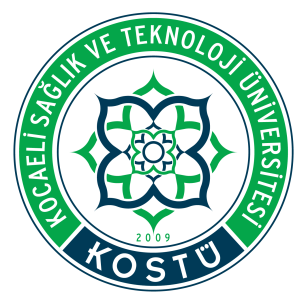 KOCAELİ SAĞLIK VE TEKNOLOJİ ÜNİVERSİTESİ
2009
KOSTÜ